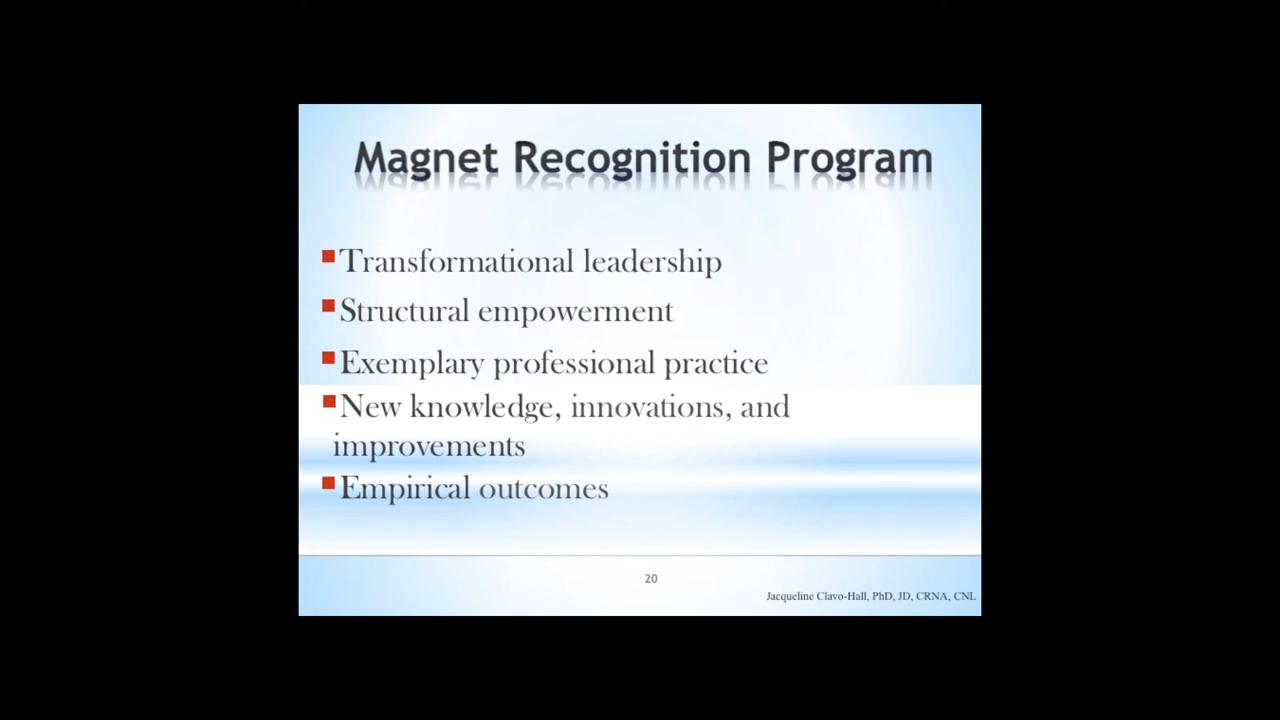 Magnet Recognition Program
Transformational leadership
Structural empowerment
Exemplary professional practice
New knowledge, innovations, and
improvements
Empirical outcomes
20
Jacqueline Clavo-Hall, PhD, JD, CRNA, CNL